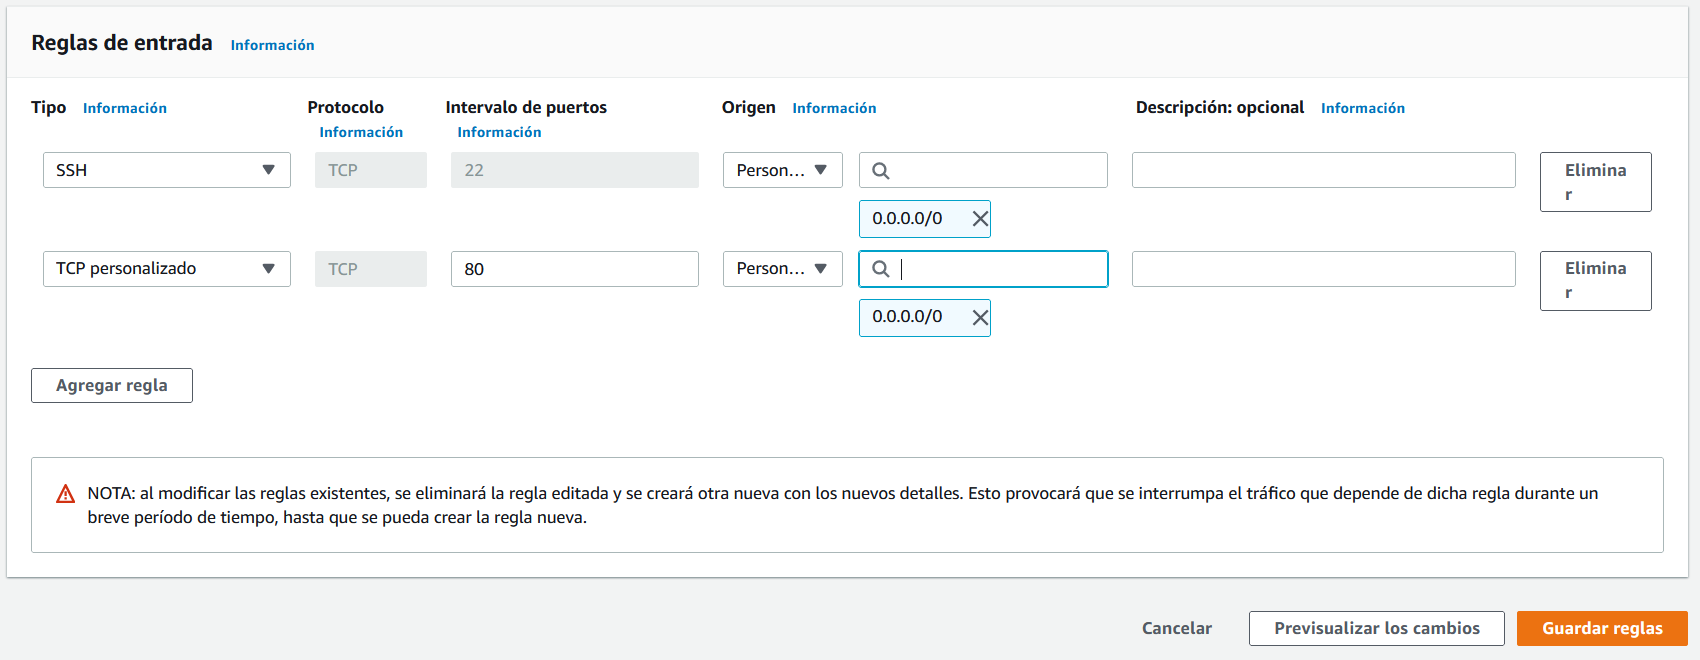 Reglas de entrada Información
Tipo Información Protocolo Intervalo de puertos Origen Información Descripción: opcional Información
Información Información
SSH TCP 22 Person... Elimina
r
0.0.0.0/0
TCP personalizado TCP 80 Person... Elimina
r
0.0.0.0/0
Agregar regla
NOTA: al modificar las reglas existentes, se eliminará la regla editada y se creará otra nueva con los nuevos detalles. Esto provocará que se interrumpa el tráfico que depende de dicha regla durante un
breve período de tiempo, hasta que se pueda crear la regla nueva.
Cancelar Previsualizar los cambios Guardar reglas